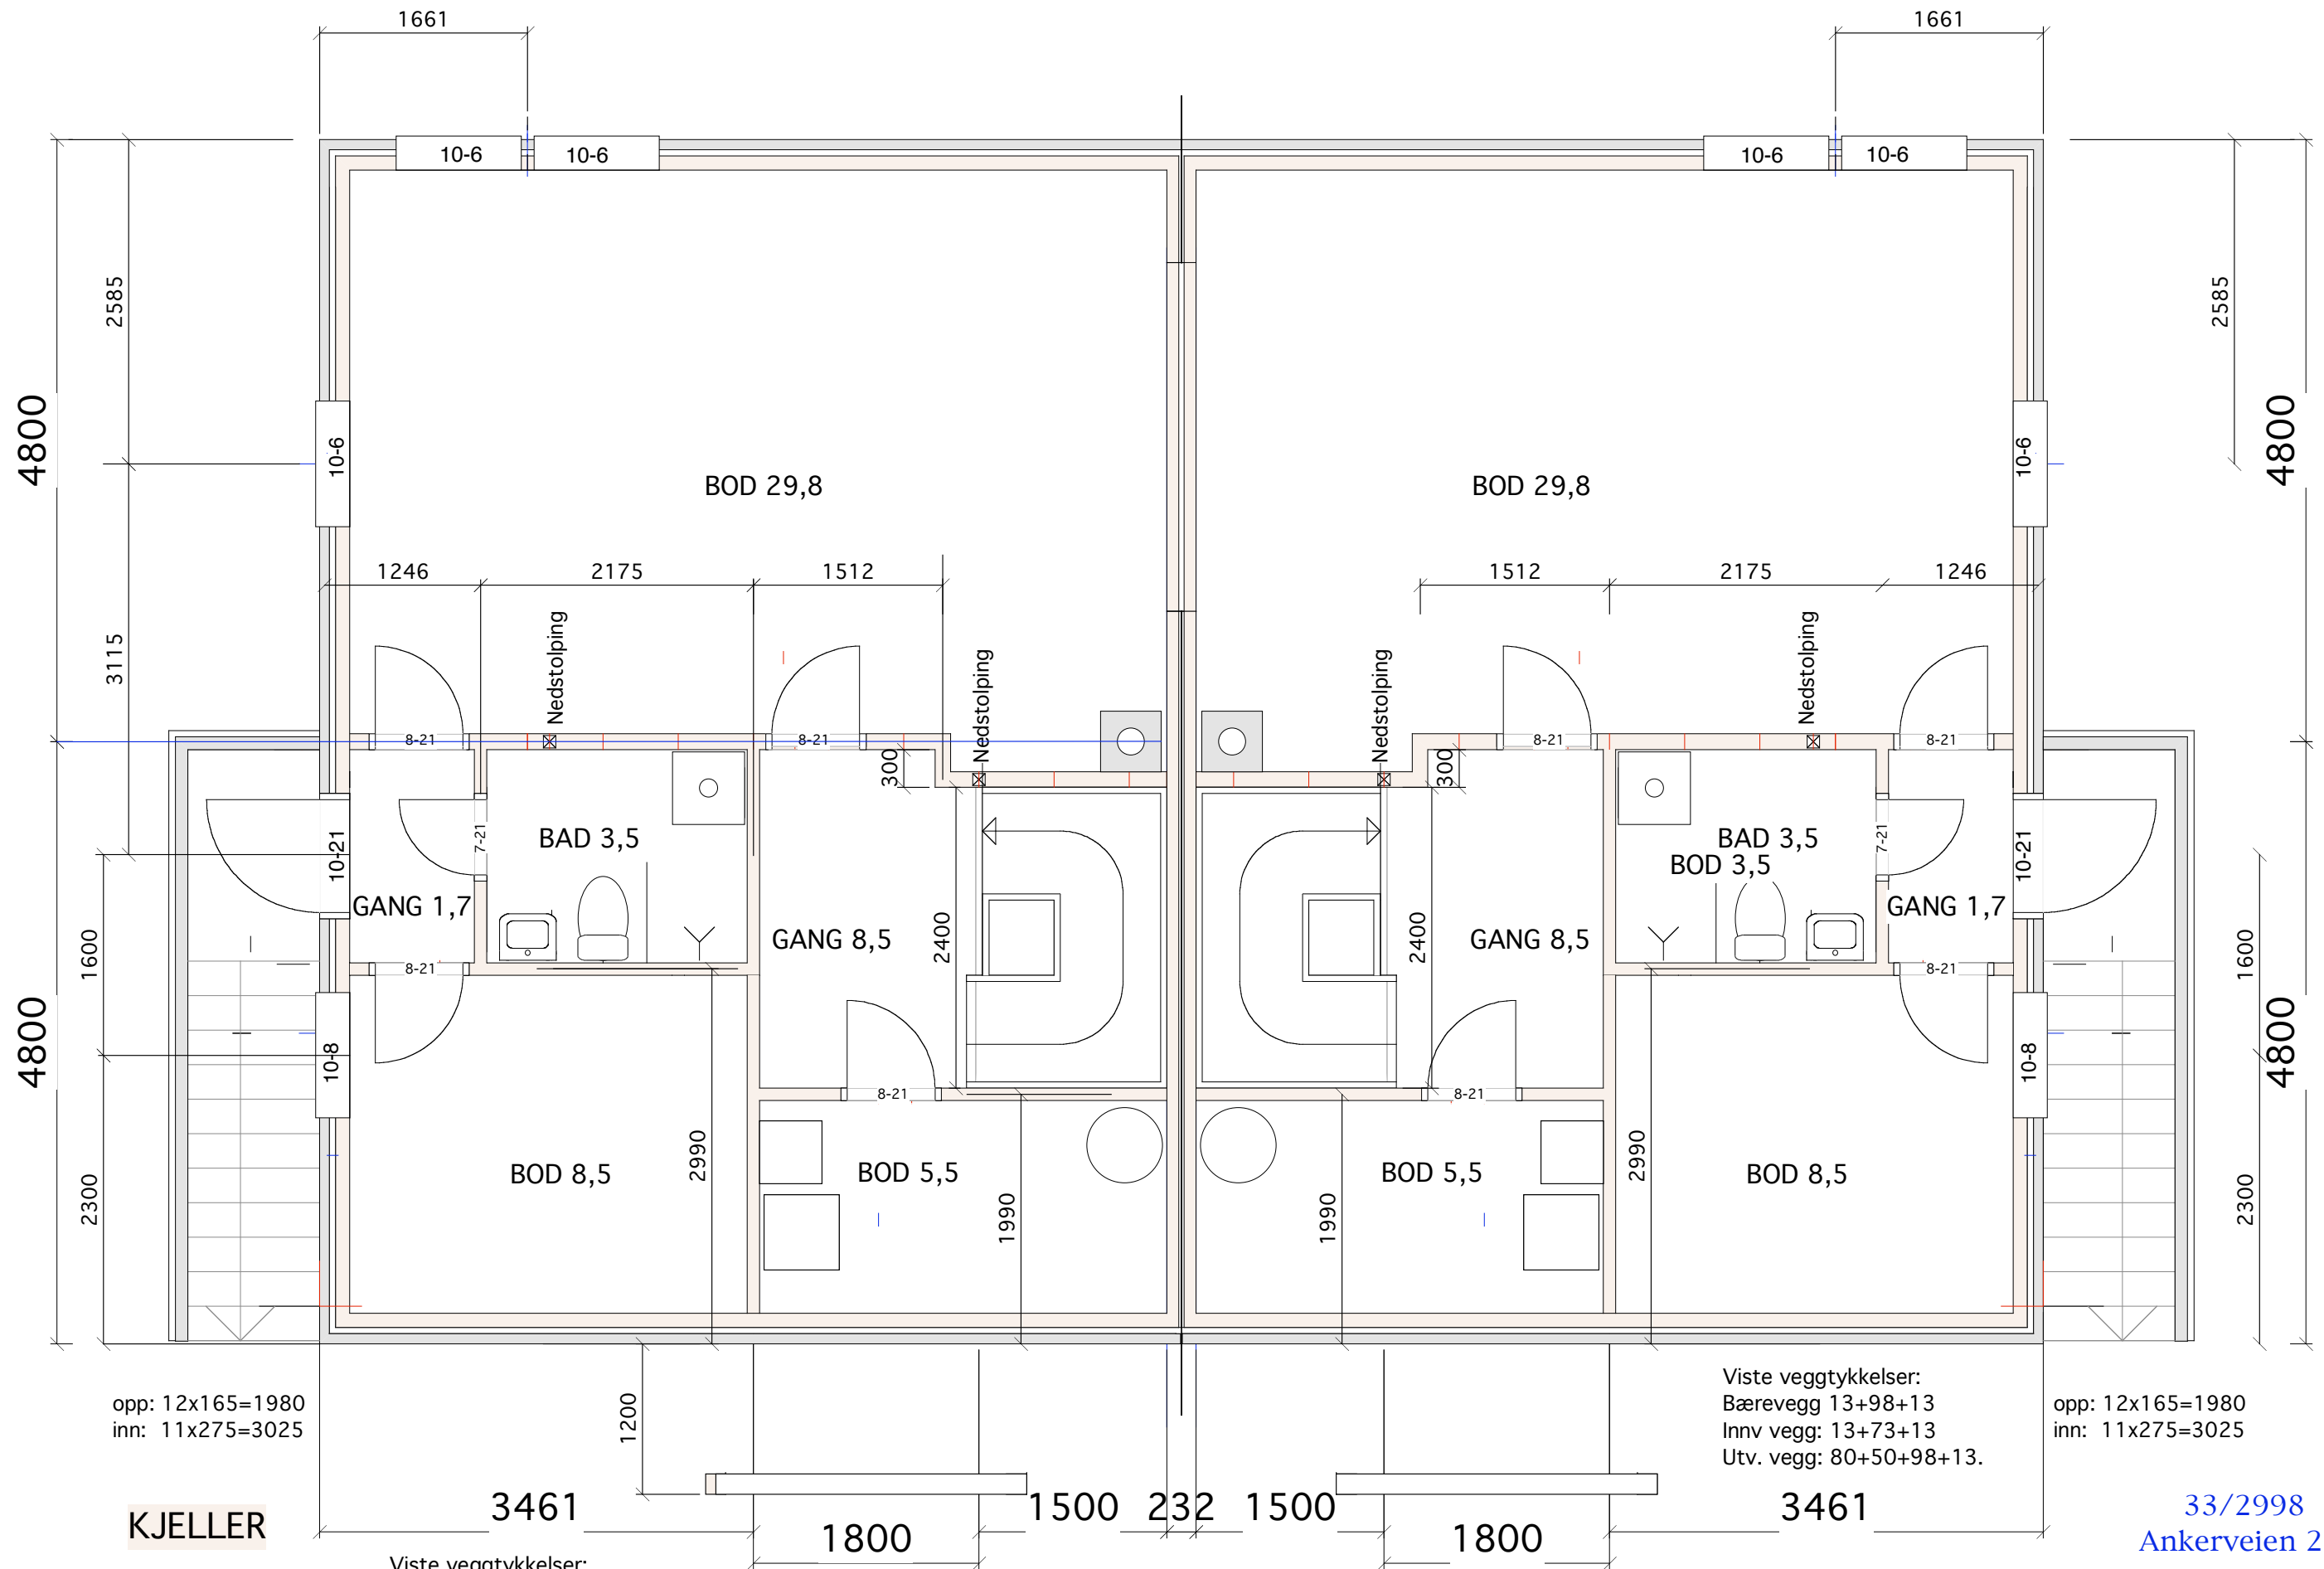 1661
1661
10-6
10-6
10-6
10-6
2585
2585
4800
4800
10-6
10-6
BOD 29,8
BOD 29,8
1246
2175
1512
1512
2175
1246
3115
Nedstolping
Nedstolping
Nedstolping
Nedstolping
8-21
8-21
8-21
8-21
300
300
10-21
7-21
BAD 3,5
BAD 3,5
BOD 3,5
7-21
10-21
GANG 1,7
GANG 1,7
GANG 8,5
2400
2400
GANG 8,5
1600
1600
8-21
8-21
4800
4800
10-8
10-8
8-21
8-21
2990
2990
BOD 8,5
BOD 5,5
BOD 5,5
BOD 8,5
2300
1990
1990
2300
opp: 12x165=1980
inn: 11x275=3025
1200
Viste veggtykkelser:
Bærevegg 13+98+13
Innv vegg: 13+73+13
Utv. vegg: 80+50+98+13.
opp: 12x165=1980
inn: 11x275=3025
3461
1500
232
1500
3461
1800
1800
KJELLER
33/2998
Ankerveien 2
Viste veggtykkelser: